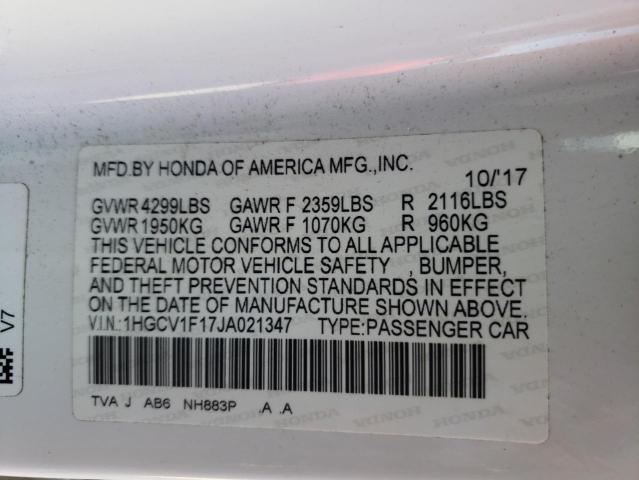 MFD.BY HONDA OF AMERICA MFG.,INC.
10/'17
GVWR 4299LBS GAWR F 2359LBS R 2116LBS
GVWR 1950KG GAWR F 1070KG R 960KG
THIS VEHICLE CONFORMS TO ALL APPLICABLE
FEDERAL MOTOR VEHICLE SAFETY , BUMPER,
AND THEFT PREVENTION STANDARDS IN EFFECT
ON THE DATE OF MANUFACTURE SHOWN ABOVE.
V.I.N.:1HGCV1F17JA021347 TYPE:PASSENGER CAR
TVA J AB6 NH883P .A .A
V7